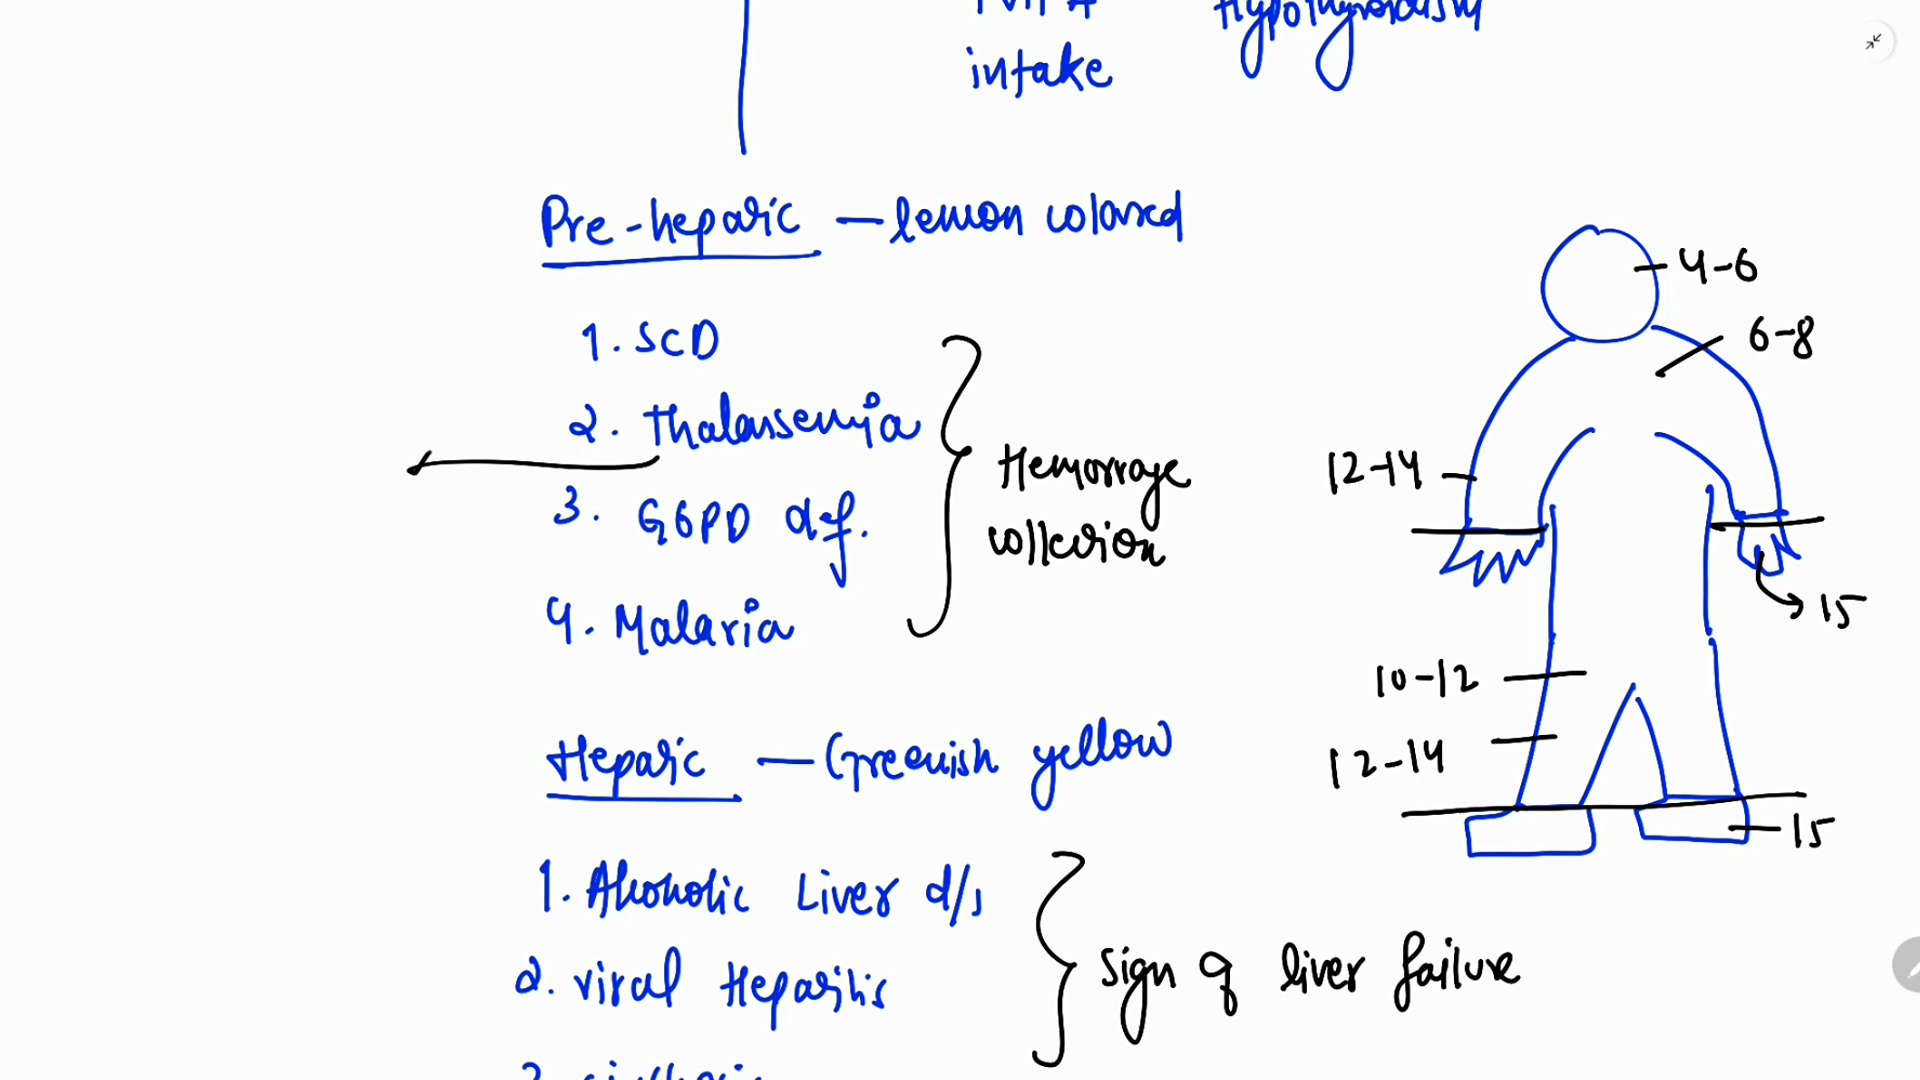 intake
Hypothyroidism
Pre-hepatic — lemon colored
1. SCD
2. Thalassemia
3. G6PD def.
4. Malaria
Hemorrage
collection
4-6
6-8
12-14
15
10-12
12-14
15
Hepatic — Greenish yellow
1. Alcoholic Liver d/s
2. viral Hepatitis
sign of liver failure